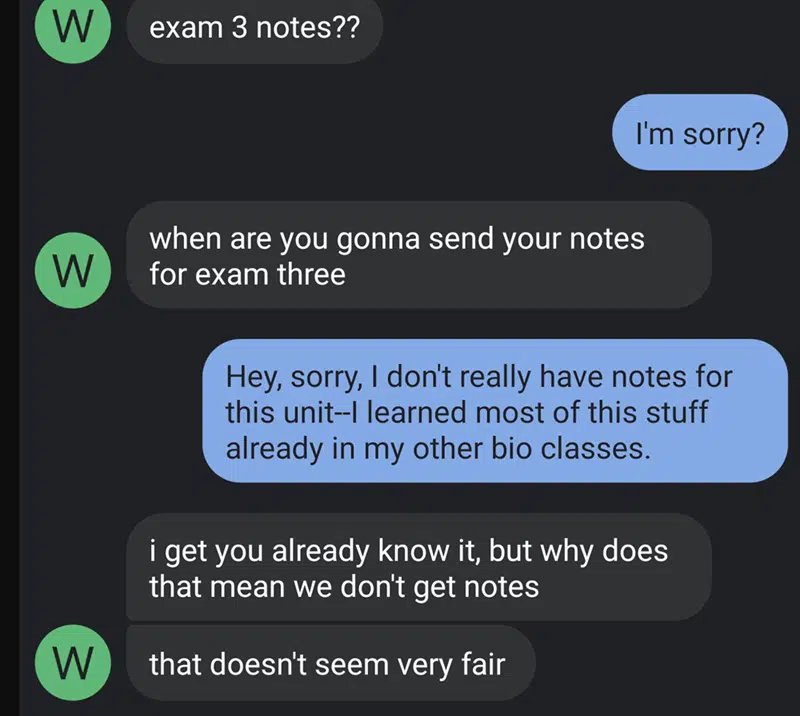 W
exam 3 notes??
I'm sorry?
when are you gonna send your notes
for exam three
W
Hey, sorry, I don't really have notes for
this unit--I learned most of this stuff
already in my other bio classes.
i get you already know it, but why does
that mean we don't get notes
W
that doesn't seem very fair